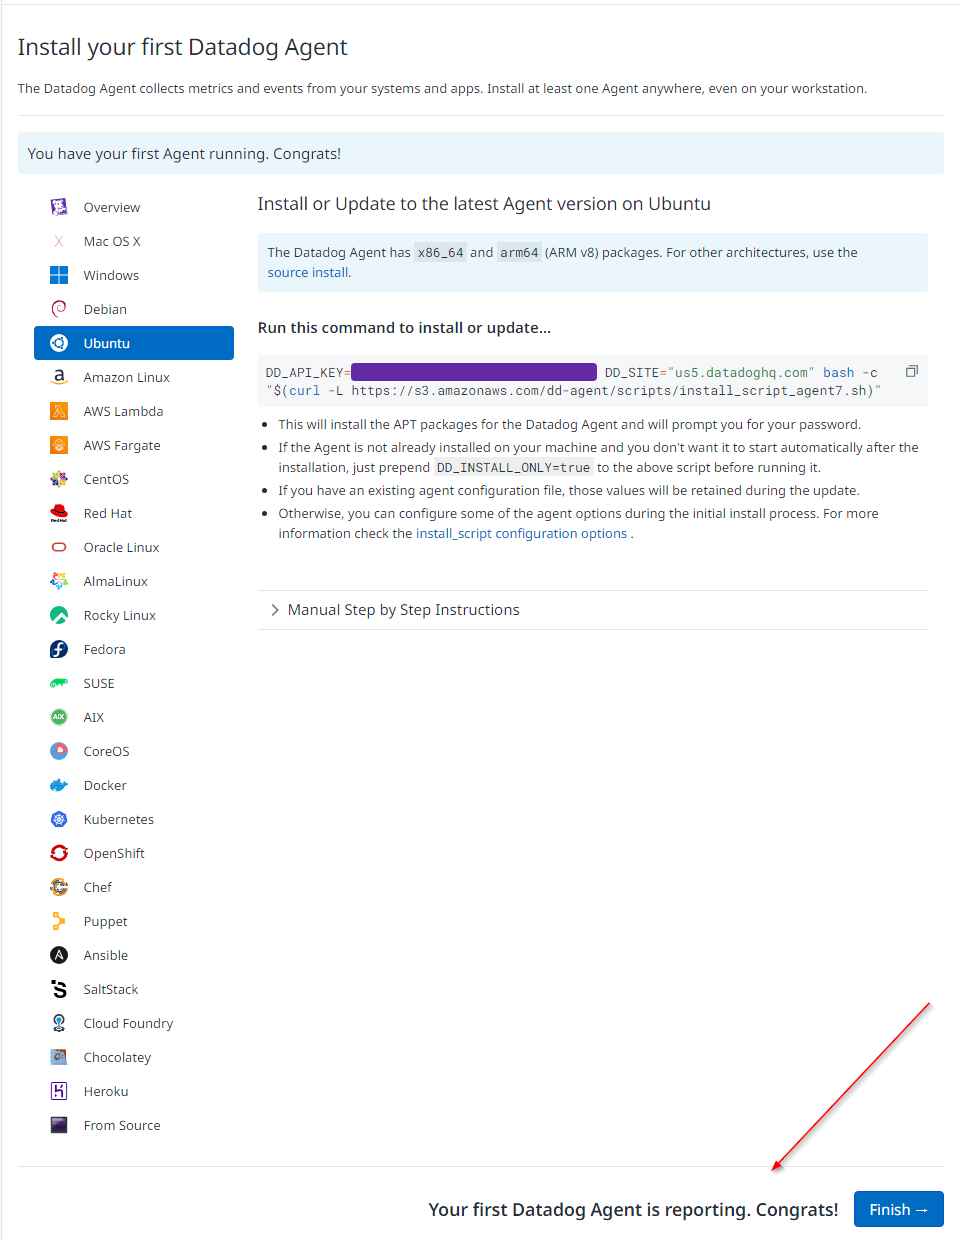 Install your first Datadog Agent
The Datadog Agent collects metrics and events from your systems and apps. Install at least one Agent anywhere, even on your workstation.
You have your first Agent running. Congrats!
Overview
Mac OS X
Windows
Debian
Ubuntu
Amazon Linux
AWS Lambda
AWS Fargate
CentOS
Red Hat
Oracle Linux
AlmaLinux
Rocky Linux
Fedora
SUSE
AIX
CoreOS
Docker
Kubernetes
OpenShift
Chef
Puppet
Ansible
SaltStack
Cloud Foundry
Chocolatey
Heroku
From Source
Install or Update to the latest Agent version on Ubuntu
The Datadog Agent has x86_64 and arm64 (ARM v8) packages. For other architectures, use the
source install.
Run this command to install or update...
DD_API_KEY= DD_SITE="us5.datadoghq.com" bash -c
"$(curl -L https://s3.amazonaws.com/dd-agent/scripts/install_script_agent7.sh)"
• This will install the APT packages for the Datadog Agent and will prompt you for your password.
• If the Agent is not already installed on your machine and you don't want it to start automatically after the
installation, just prepend DD_INSTALL_ONLY=true to the above script before running it.
• If you have an existing agent configuration file, those values will be retained during the update.
• Otherwise, you can configure some of the agent options during the initial install process. For more
information check the install_script configuration options .
Manual Step by Step Instructions
Your first Datadog Agent is reporting. Congrats!
Finish →